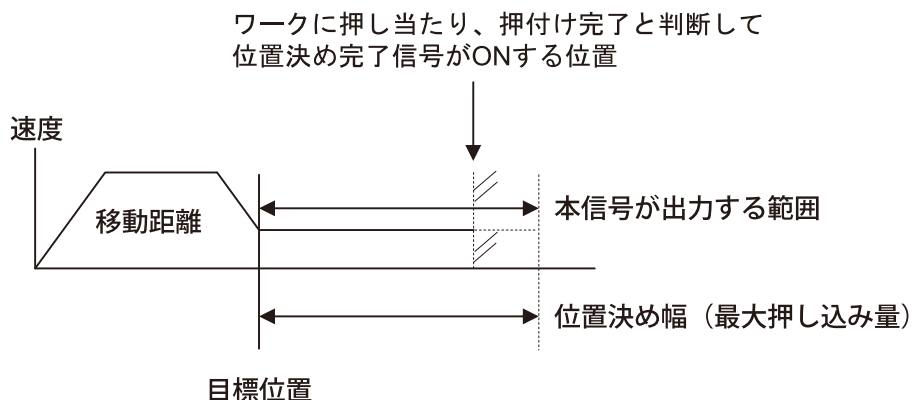 ワークに押し当たり、押付け完了と判断して
位置決め完了信号がONする位置
速度
移動距離
本信号が出力する範囲
位置決め幅（最大押し込み量）
目標位置